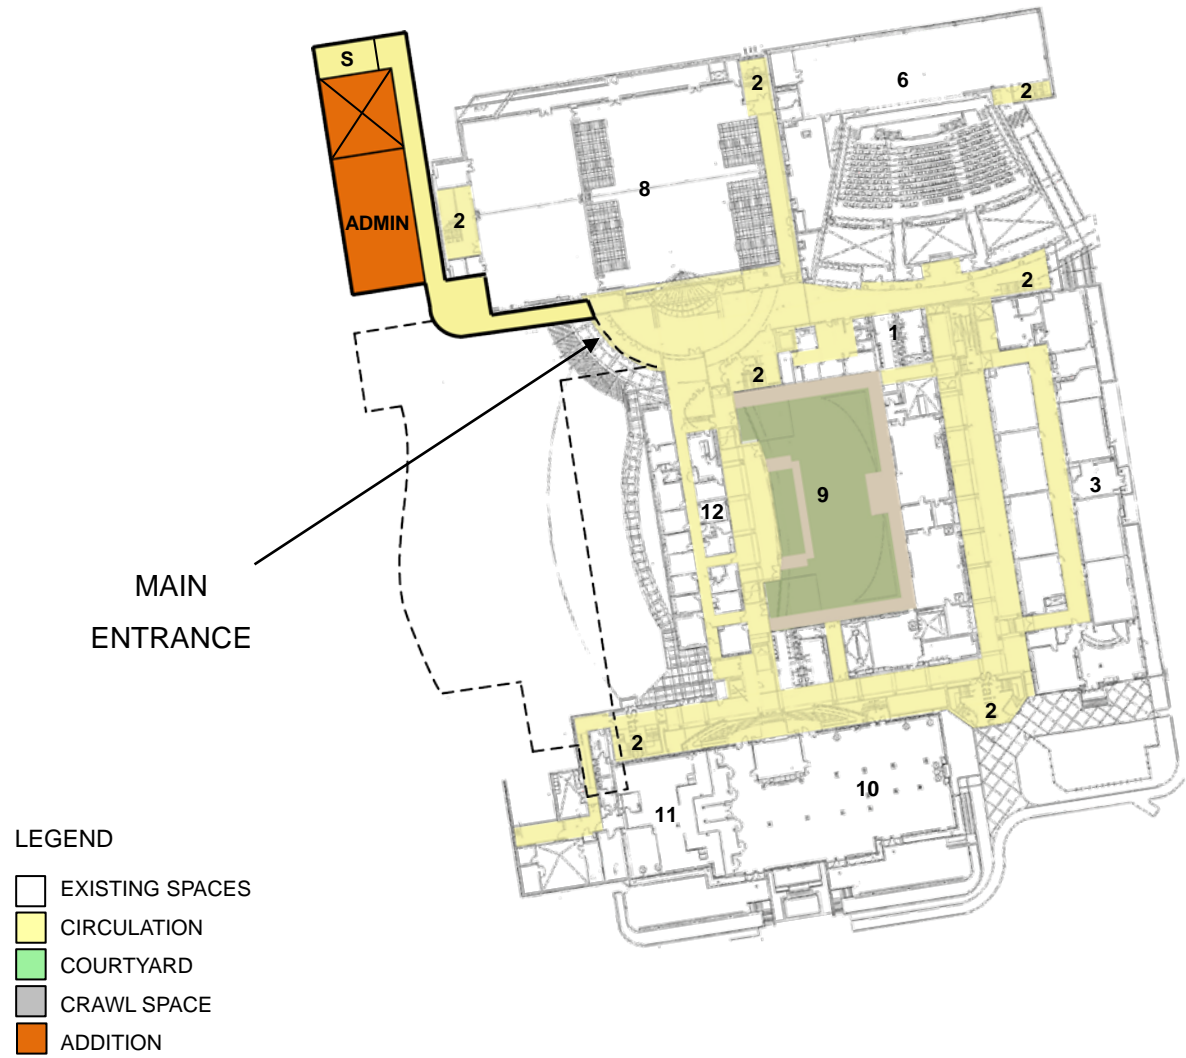 S
2
6
2
ADMIN
2
8
2
1
2
9
3
12
MAIN
ENTRANCE
Stair
2
2
10
11
LEGEND
EXISTING SPACES
CIRCULATION
COURTYARD
CRAWL SPACE
ADDITION